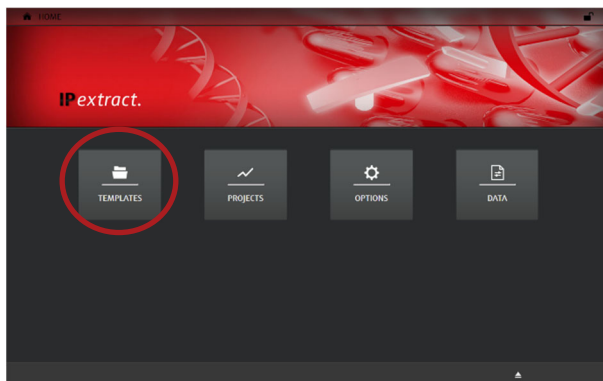 HOME
IPextract.
TEMPLATES
PROJECTS
OPTIONS
DATA